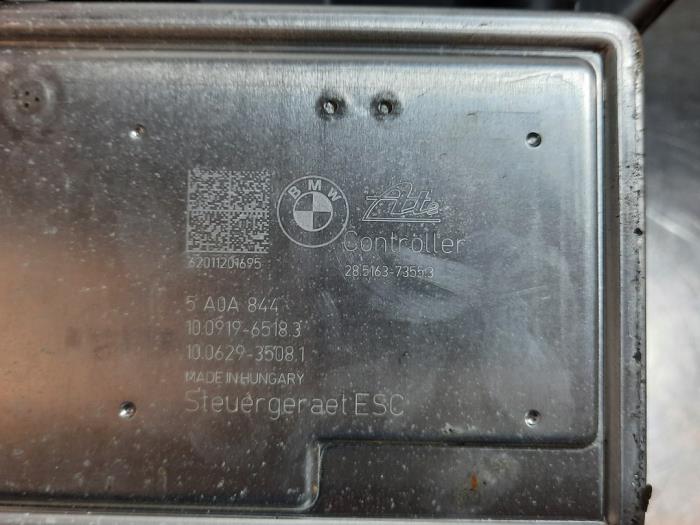 BMW
Ate
Controller
62011201695
28.5163-7355.3
5 A0A 844
10.0919-6518.3
10.0629-3508.1
MADE IN HUNGARY
Steuergeraet ESC